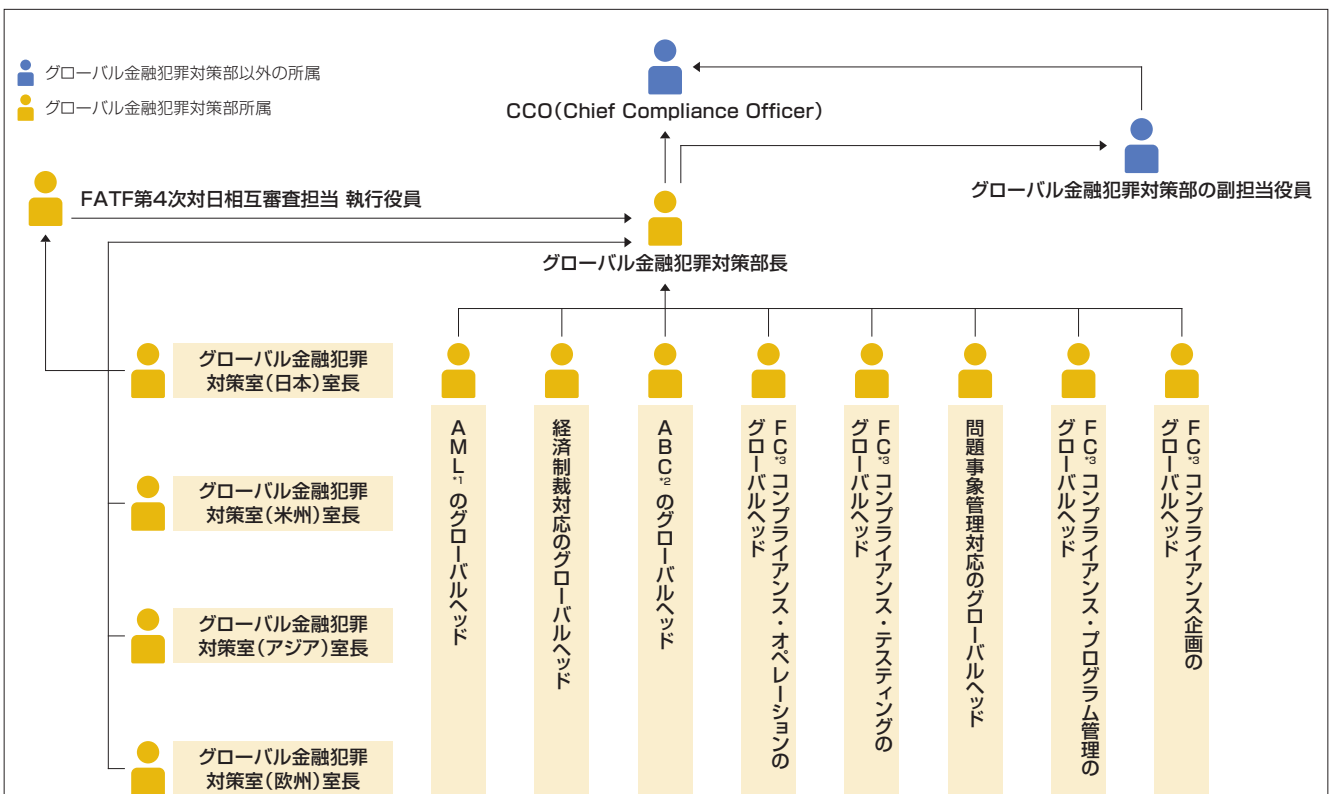 グローバル金融犯罪対策部以外の所属
グローバル金融犯罪対策部所属
CCO(Chief Compliance Officer)
グローバル金融犯罪対策部の副担当役員
FATF第4次対日相互審査担当 執行役員
グローバル金融犯罪対策部長
グローバル金融犯罪
対策室(日本)室長
グローバル金融犯罪
対策室(米州)室長
グローバル金融犯罪
対策室(アジア)室長
グローバル金融犯罪
対策室(欧州)室長
AML*1のグローバルヘッド
経済制裁対応のグローバルヘッド
ABC*2のグローバルヘッド
FC*3コンプライアンス・オペレーションの
グローバルヘッド
FC*3コンプライアンス・テスティングの
グローバルヘッド
問題事象管理対応のグローバルヘッド
FC*3コンプライアンス・プログラム管理の
グローバルヘッド
FC*3コンプライアンス企画の
グローバルヘッド